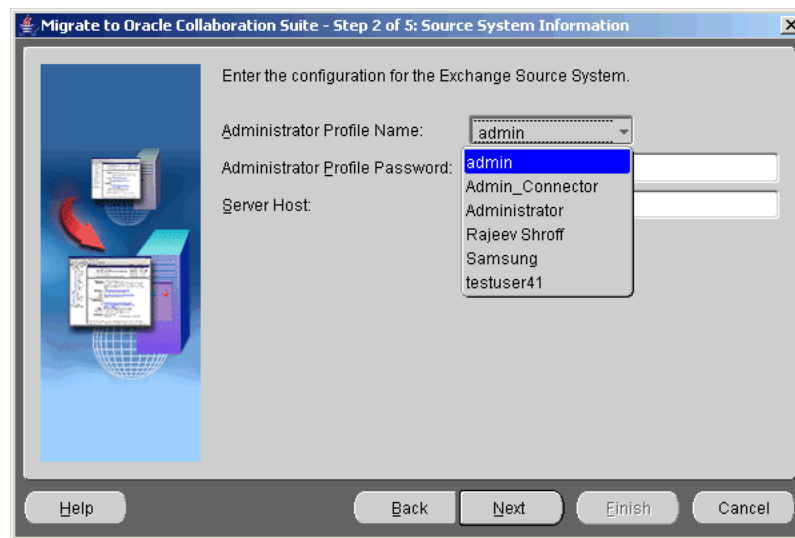 Migrate to Oracle Collaboration Suite - Step 2 of 5: Source System Information
Enter the configuration for the Exchange Source System.
Administrator Profile Name: admin
Administrator Profile Password:
Server Host:
admin
Admin_Connector
Administrator
Rajeev Shroff
Samsung
testuser41
Help Back Next Finish Cancel